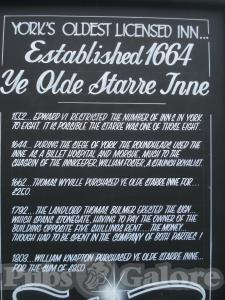 YORK'S OLDEST LICENSED INN...
Established 1664
Ye Olde Starre Inne
1552... EDWARD VI RESTRICTED THE NUMBER OF INNS IN YORK
TO EIGHT. IT IS POSSIBLE THE STARRE WAS ONE OF THOSE EIGHT.
1644... DURING THE SIEGE OF YORK THE ROUNDHEADS USED THE
INNE AS A BILLET HOSPITAL AND MORGUE, MUCH TO THE
CHAGRIN OF THE INNKEEPER, WILLIAM FOSTER, A STAUNCH ROYALIST.
1662... THOMAS WYVILLE PURCHASED YE OLDE STARRE INNE FOR...
£250.
THE LANDLORD THOMAS BULMER ERECTED THE SIGN
WHICH SPANS STONEGATE, HAVING TO PAY THE OWNER OF THE
BUILDING OPPOSITE FIVE SHILLINGS RENT... THE MONEY...
THOUGH HAD TO BE SPENT IN THE COMPANY OF BOTH PARTIES!
1803... WILLIAM KNAPTON PURCHASED YE OLDE STARRE INNE...
FOR THE SUM OF
Pubs Galore